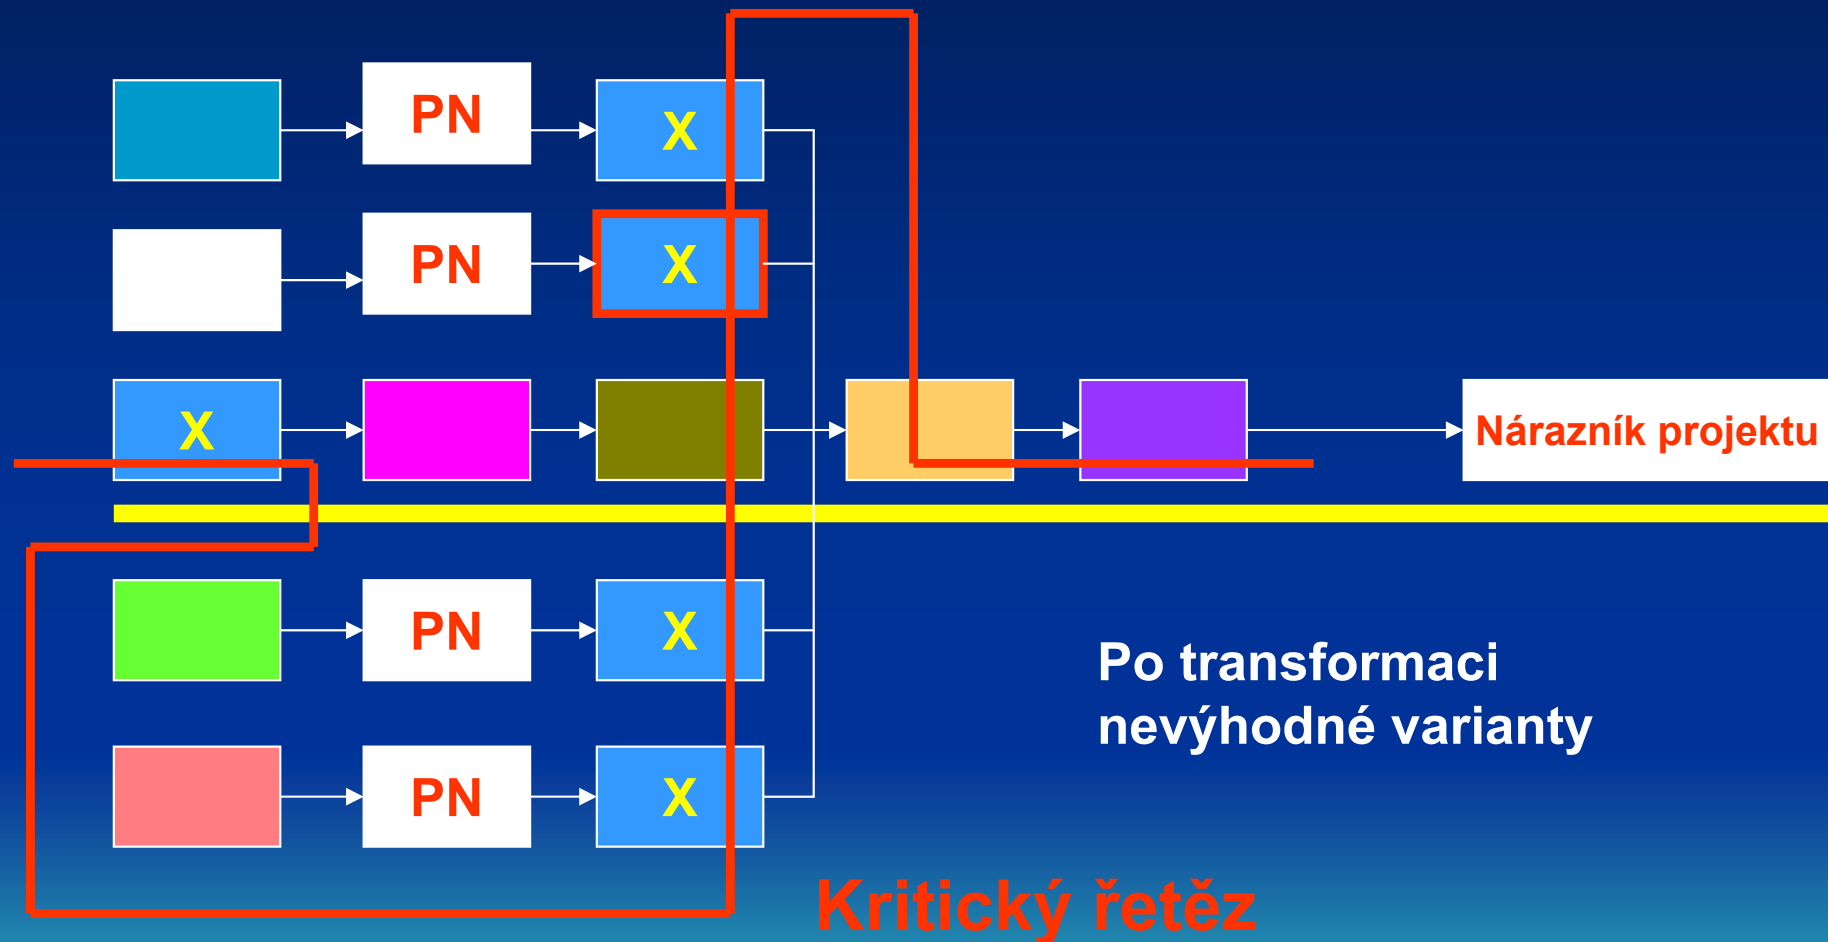 PN
X
PN
X
X
Nárazník projektu
PN
X
Po transformaci
nevýhodné varianty
PN
X
Kritický řetěz